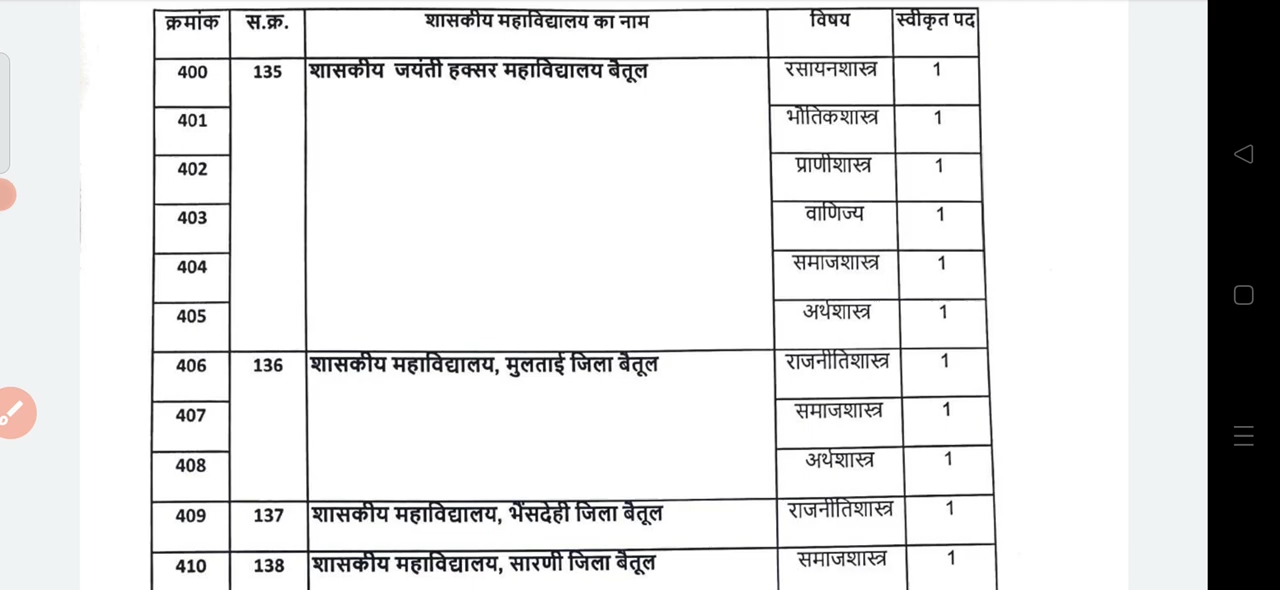 क्रमांक स.क्र. शासकीय महाविद्यालय का नाम विषय स्वीकृत पद
400 135 शासकीय जयंती हक्सर महाविद्यालय बैतूल रसायनशास्त्र 1
401 भौतिकशास्त्र 1
402 प्राणीशास्त्र 1
403 वाणिज्य 1
404 समाजशास्त्र 1
405 अर्थशास्त्र 1
406 136 शासकीय महाविद्यालय, मुलताई जिला बैतूल राजनीतिशास्त्र 1
407 समाजशास्त्र 1
408 अर्थशास्त्र 1
409 137 शासकीय महाविद्यालय, भैंसदेही जिला बैतूल राजनीतिशास्त्र 1
410 138 शासकीय महाविद्यालय, सारणी जिला बैतूल समाजशास्त्र 1